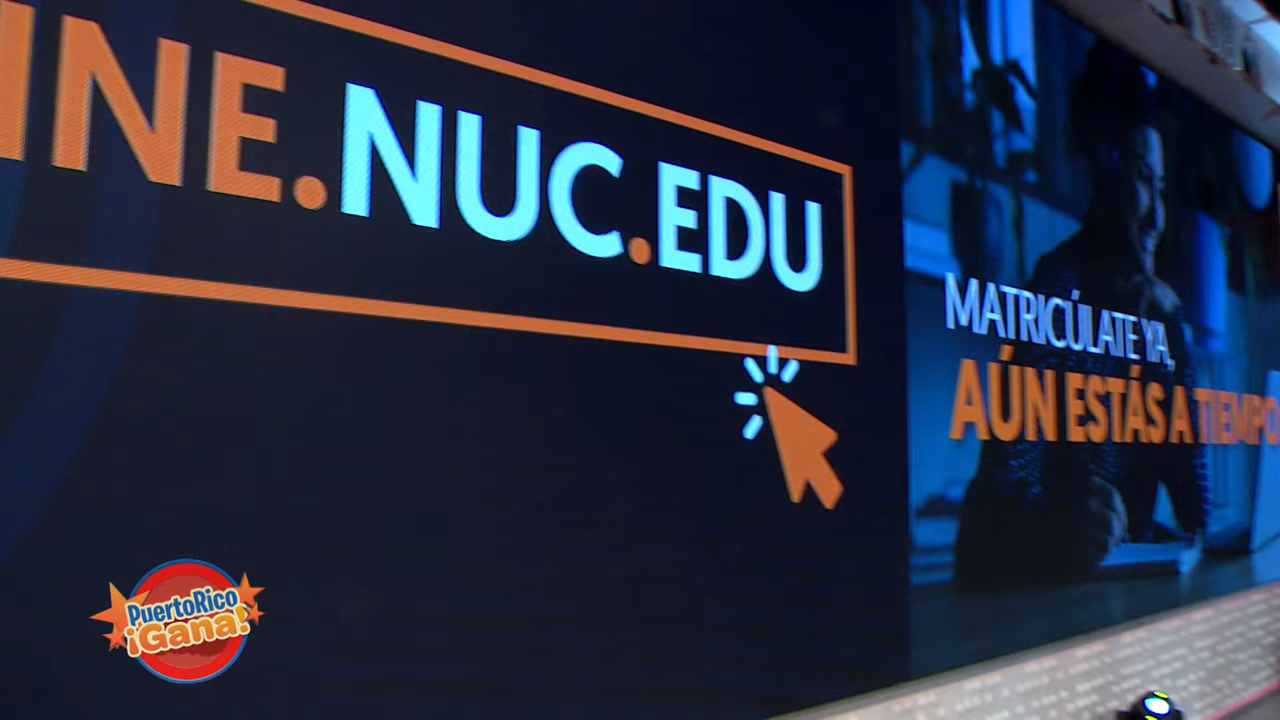 INE.NUC.EDU
MATRICÚLATE YA,
AÚN ESTÁS A TIEMPO
PuertoRico
¡Gana!